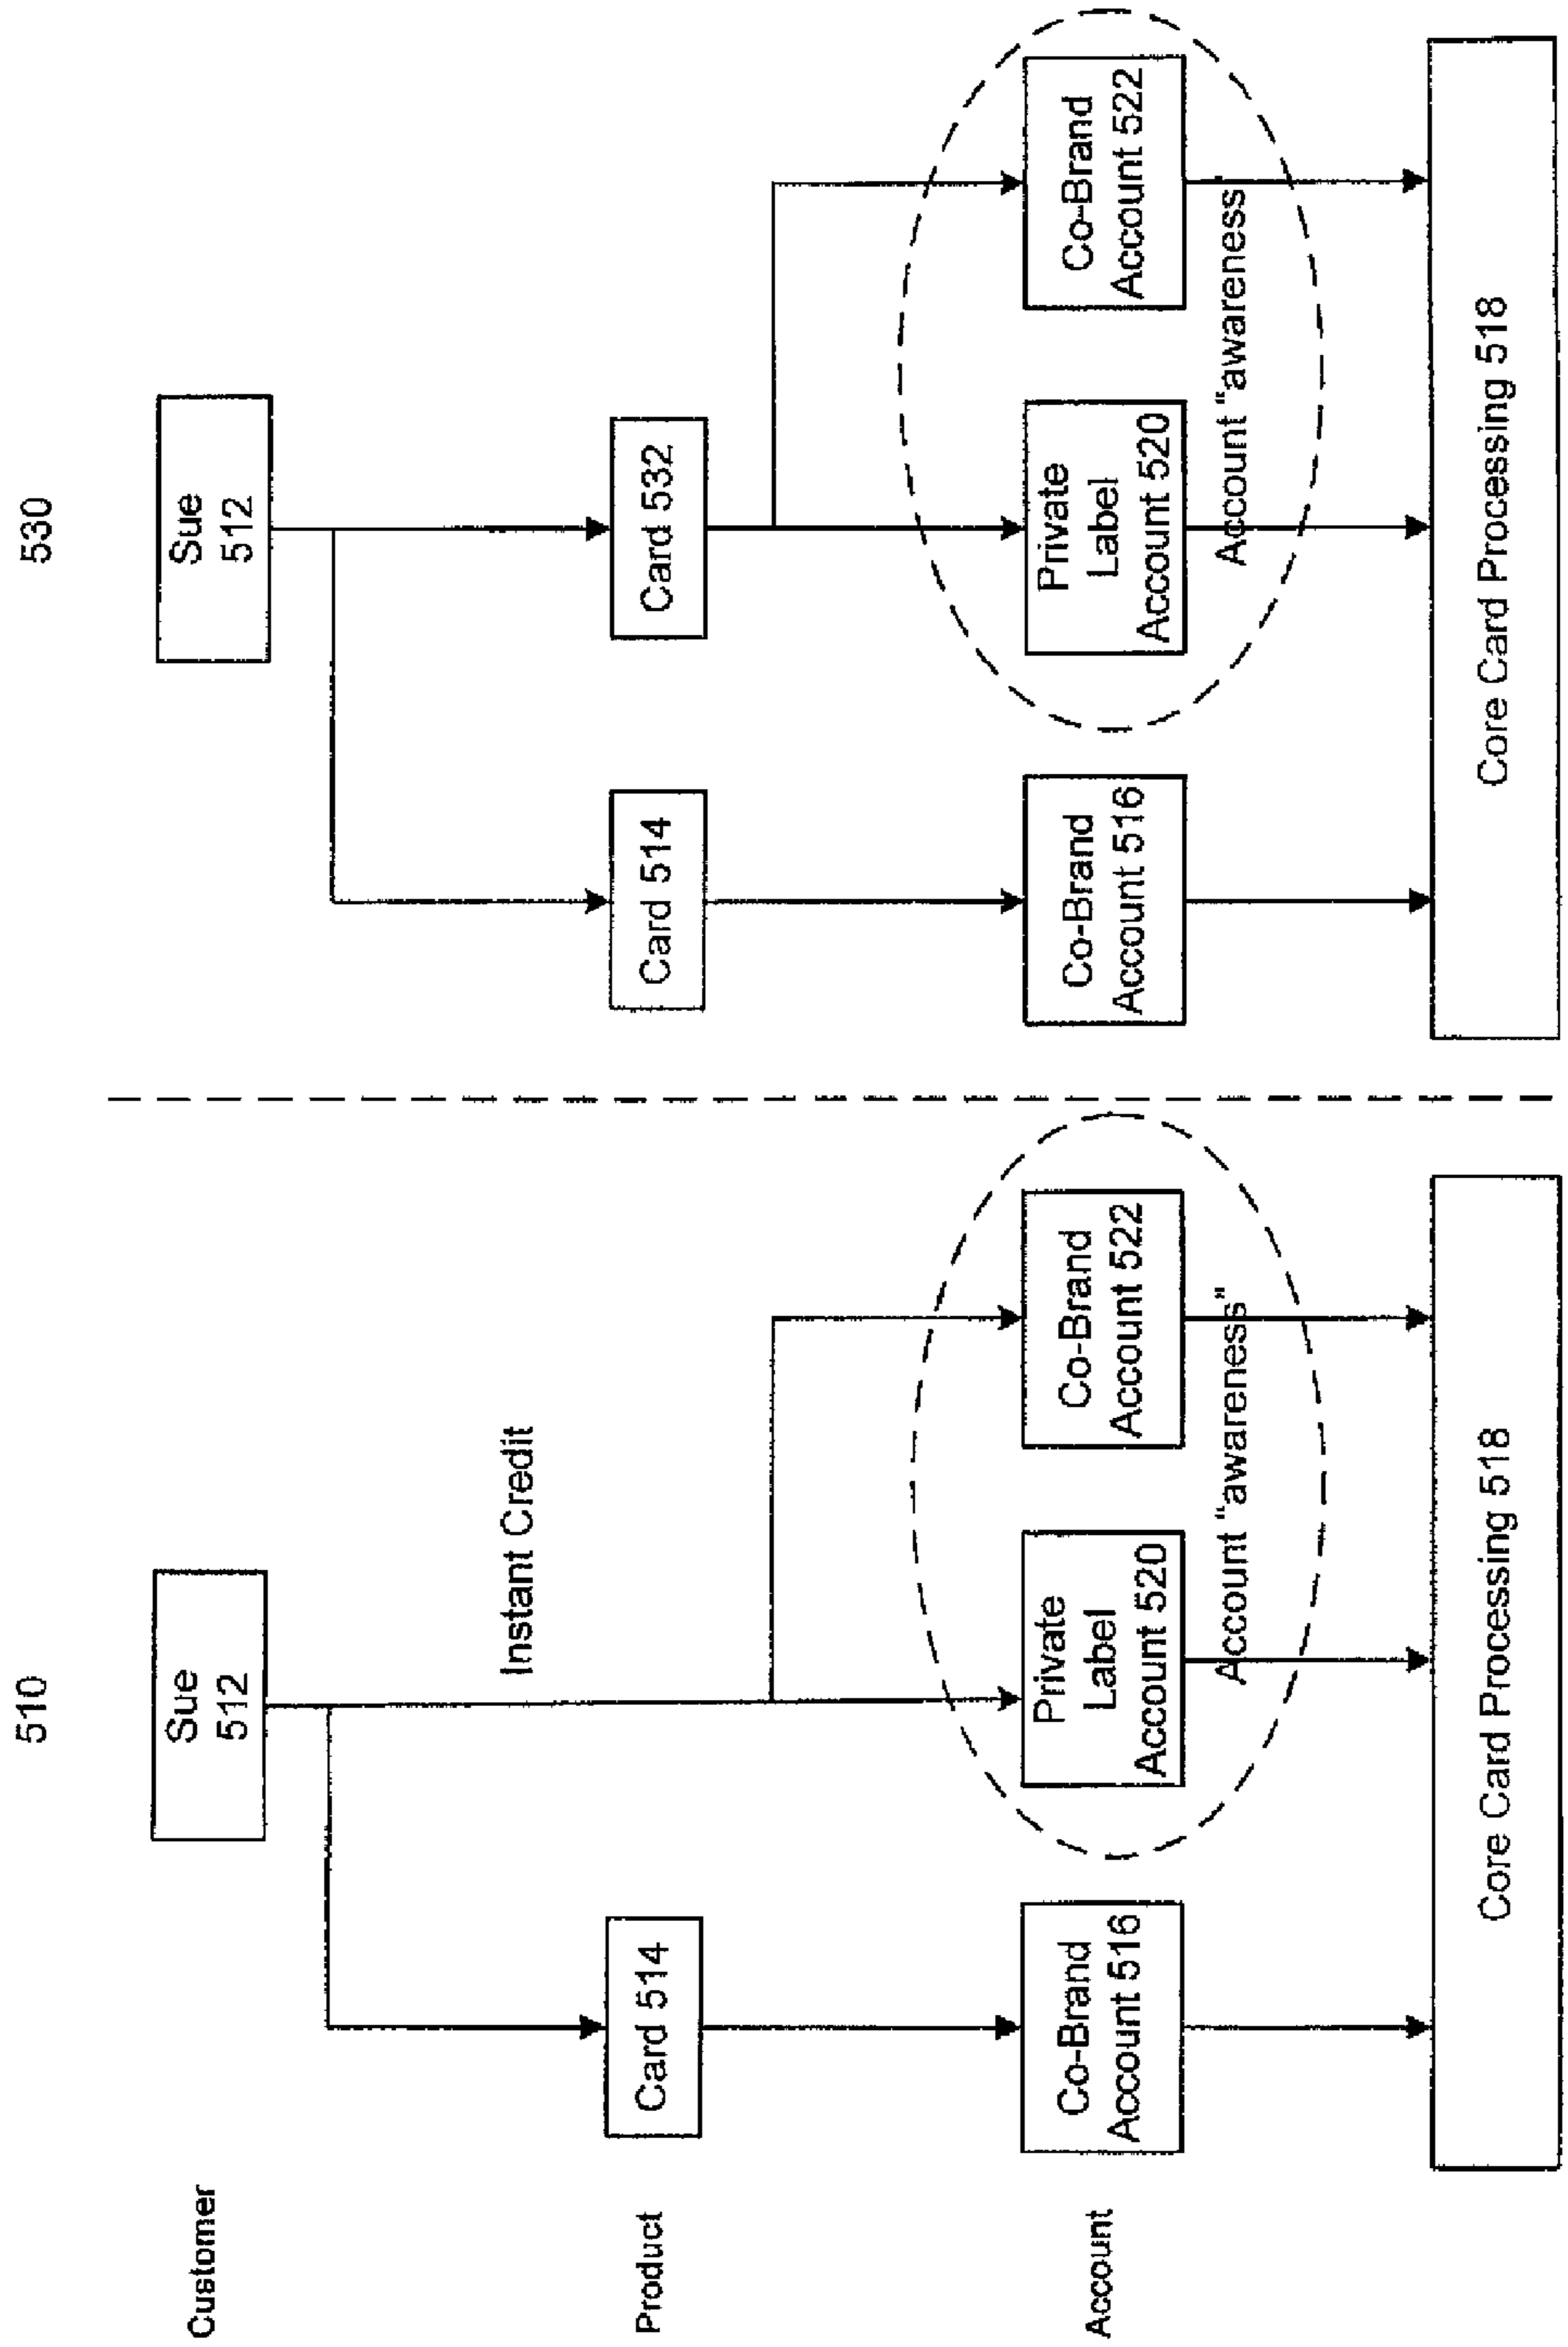 510
530
Customer
Sue
512
Sue
512
Instant Credit
Product
Card 514
Card 514
Card 532
Account
Co-Brand
Account 516
Private
Label
Account 520
Co-Brand
Account 522
Account "awareness"
Co-Brand
Account 516
Private
Label
Account 520
Co-Brand
Account 522
Account "awareness"
Core Card Processing 518
Core Card Processing 518